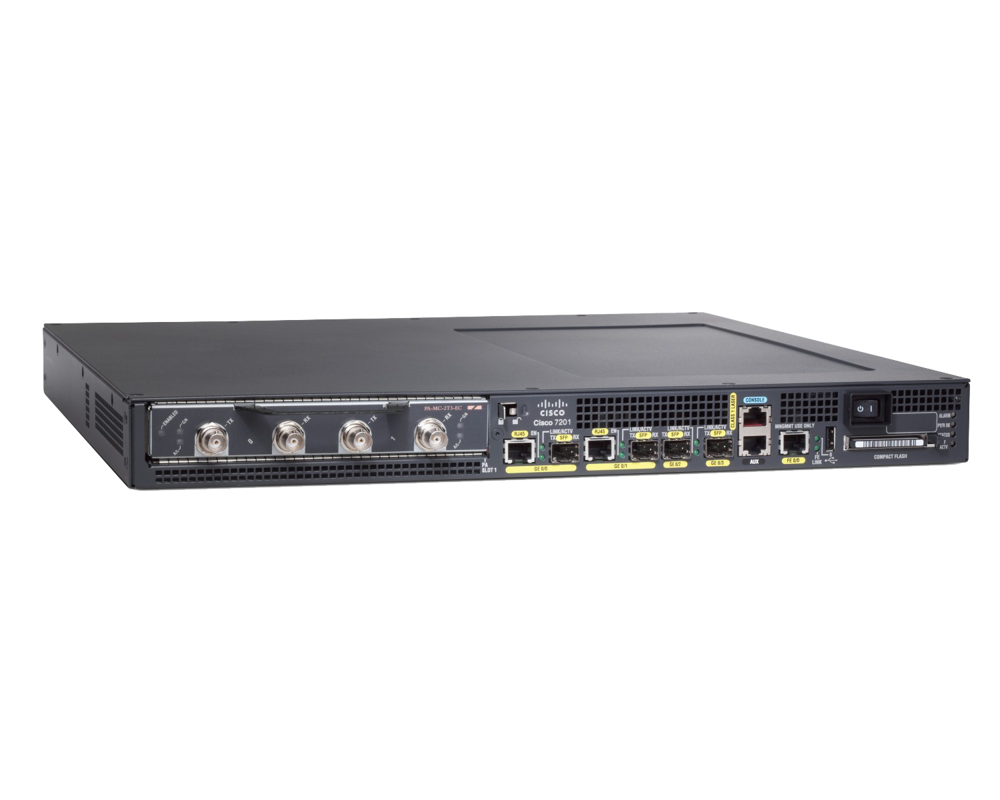 ENABLED
C/A
A/L
TX
0
RX
TX
1
RX
C/A
A/L
PA-MC-2T3-EC
PA
SLOT 1
CISCO
Cisco 7201
RJ45
EN
LINK/ACTV
TX SFP RX
GE 0/0
RJ45
EN
LINK/ACTV
TX SFP RX
GE 0/1
LINK/ACTV
TX SFP RX
GE 0/2
LINK/ACTV
SFP RX
GE 0/3
CLASS 1 LASER
CONSOLE
AUX
MNGMNT USE ONLY
FE 0/0
FE
LINK
0
COMPACT FLASH
ALARM
PWR OK
STATUS
F
ACTV